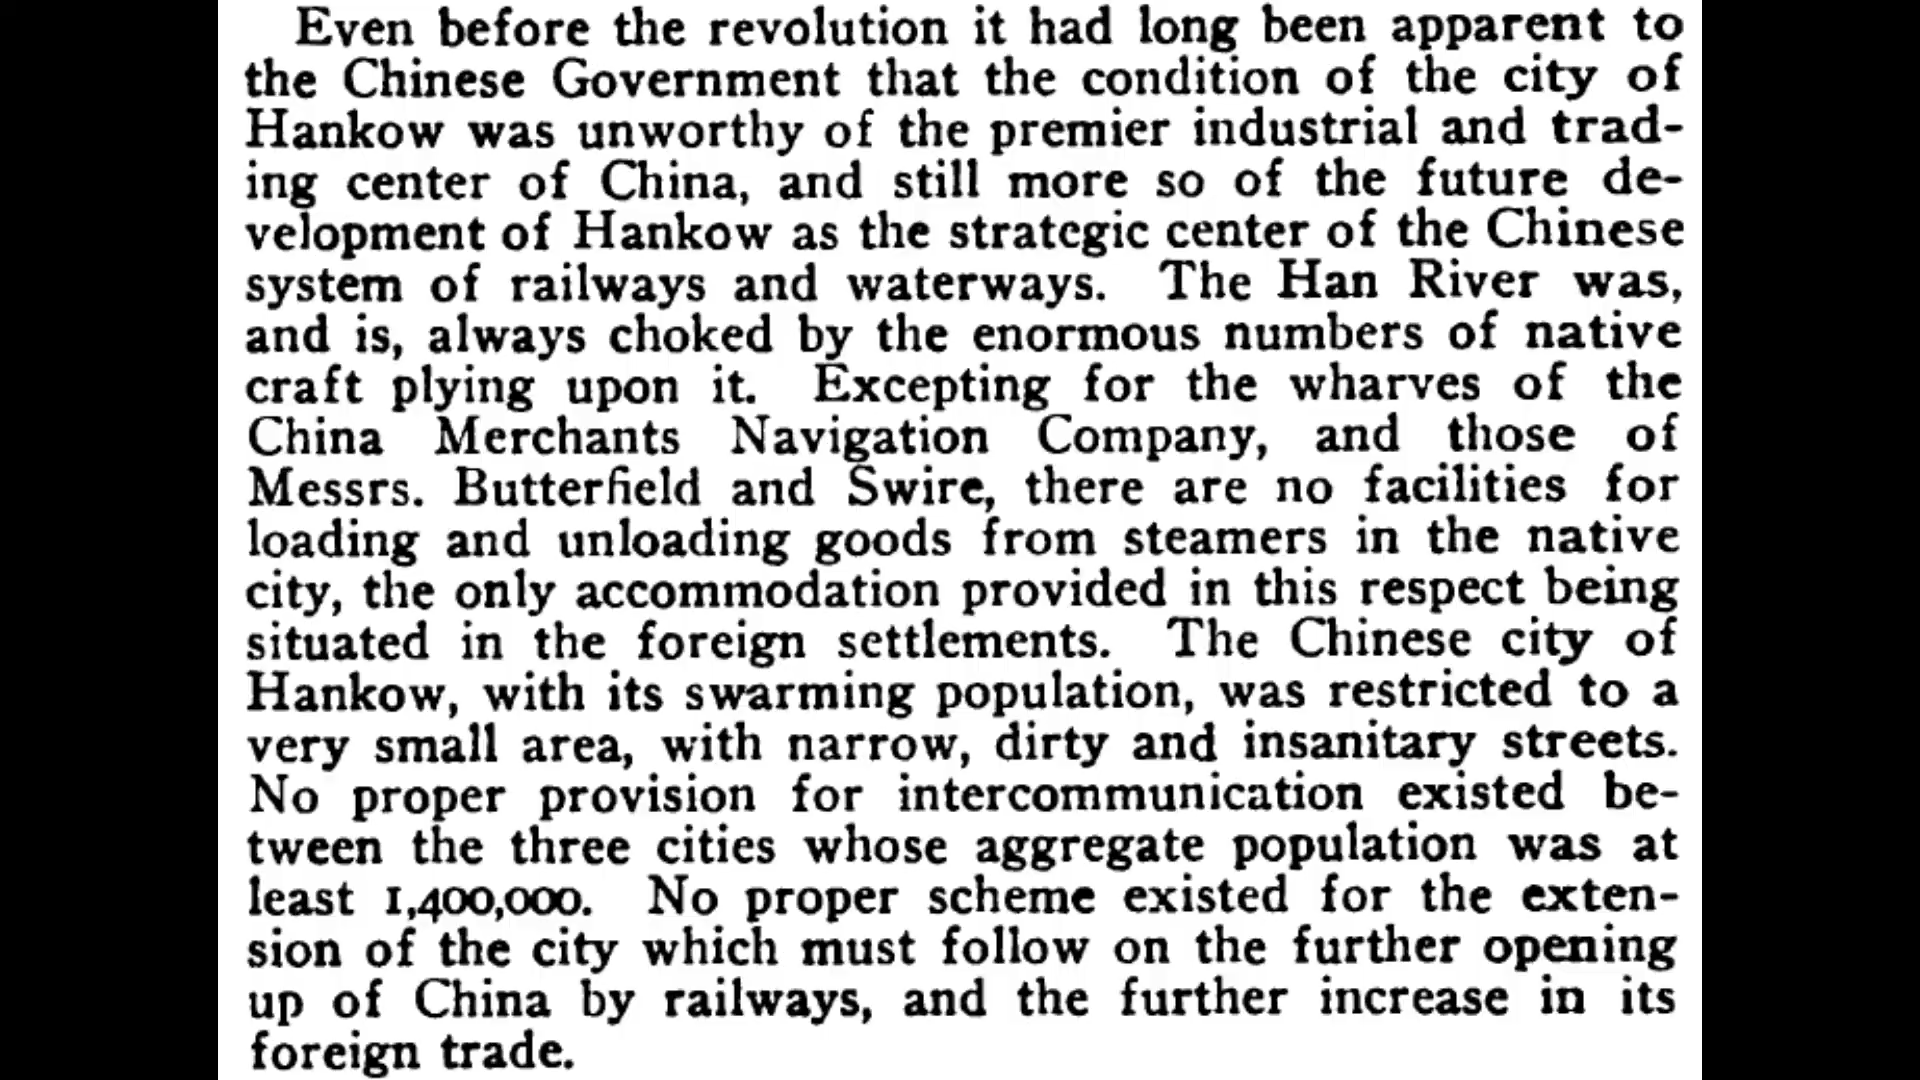 Even before the revolution it had long been apparent to
the Chinese Government that the condition of the city of
Hankow was unworthy of the premier industrial and trad-
ing center of China, and still more so of the future de-
velopment of Hankow as the strategic center of the Chinese
system of railways and waterways. The Han River was,
and is, always choked by the enormous numbers of native
craft plying upon it. Excepting for the wharves of the
China Merchants Navigation Company, and those of
Messrs. Butterfield and Swire, there are no facilities for
loading and unloading goods from steamers in the native
city, the only accommodation provided in this respect being
situated in the foreign settlements. The Chinese city of
Hankow, with its swarming population, was restricted to a
very small area, with narrow, dirty and insanitary streets.
No proper provision for intercommunication existed be-
tween the three cities whose aggregate population was at
least 1,400,000. No proper scheme existed for the exten-
sion of the city which must follow on the further opening
up of China by railways, and the further increase in its
foreign trade.